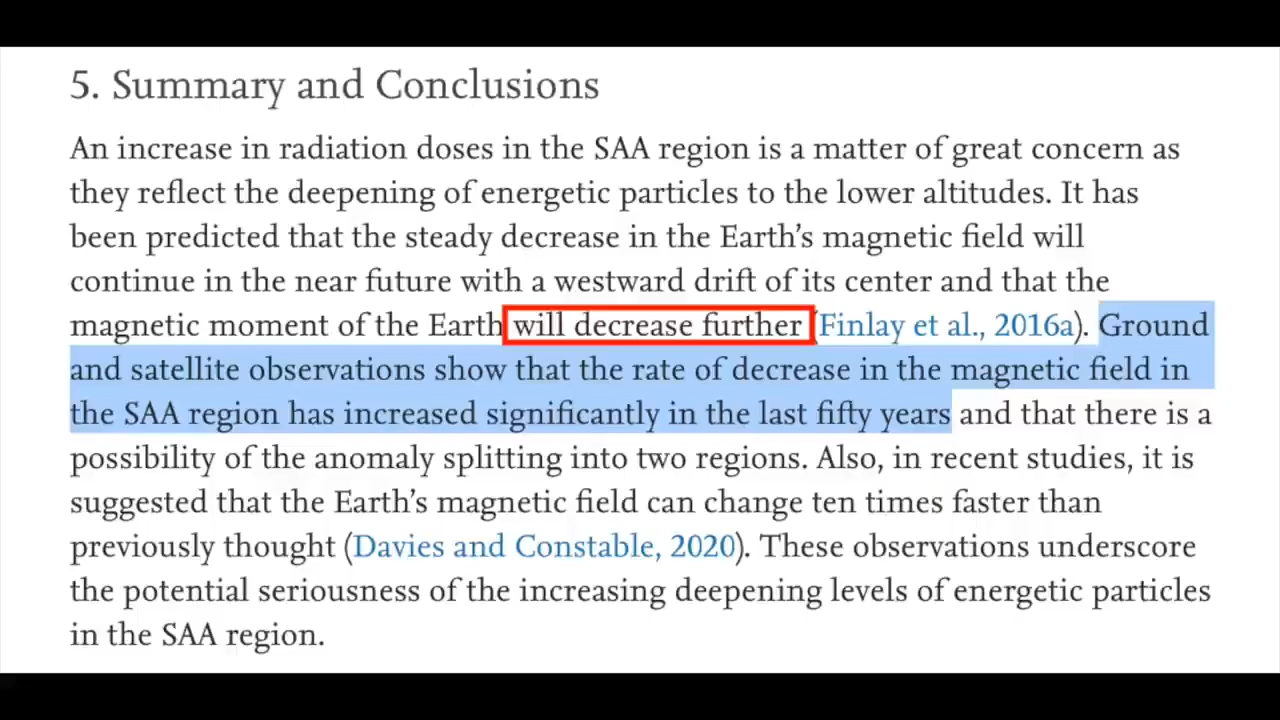 5. Summary and Conclusions
An increase in radiation doses in the SAA region is a matter of great concern as
they reflect the deepening of energetic particles to the lower altitudes. It has
been predicted that the steady decrease in the Earth’s magnetic field will
continue in the near future with a westward drift of its center and that the
magnetic moment of the Earth will decrease further (Finlay et al., 2016a). Ground
and satellite observations show that the rate of decrease in the magnetic field in
the SAA region has increased significantly in the last fifty years and that there is a
possibility of the anomaly splitting into two regions. Also, in recent studies, it is
suggested that the Earth’s magnetic field can change ten times faster than
previously thought (Davies and Constable, 2020). These observations underscore
the potential seriousness of the increasing deepening levels of energetic particles
in the SAA region.